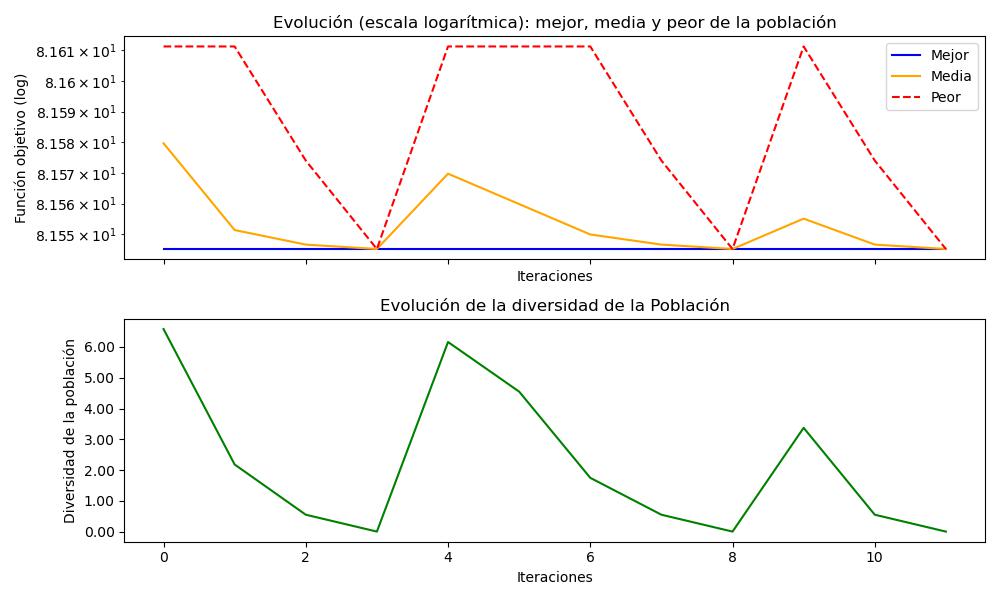 Evolución (escala logarítmica): mejor, media y peor de la población
8.161 × 10¹
8.16 × 10¹
8.159 × 10¹
8.158 × 10¹
8.157 × 10¹
8.156 × 10¹
8.155 × 10¹
Función objetivo (log)
Mejor
Media
Peor
Iteraciones
Evolución de la diversidad de la Población
6.00
5.00
4.00
3.00
2.00
1.00
0.00
Diversidad de la población
0 2 4 6 8 10
Iteraciones